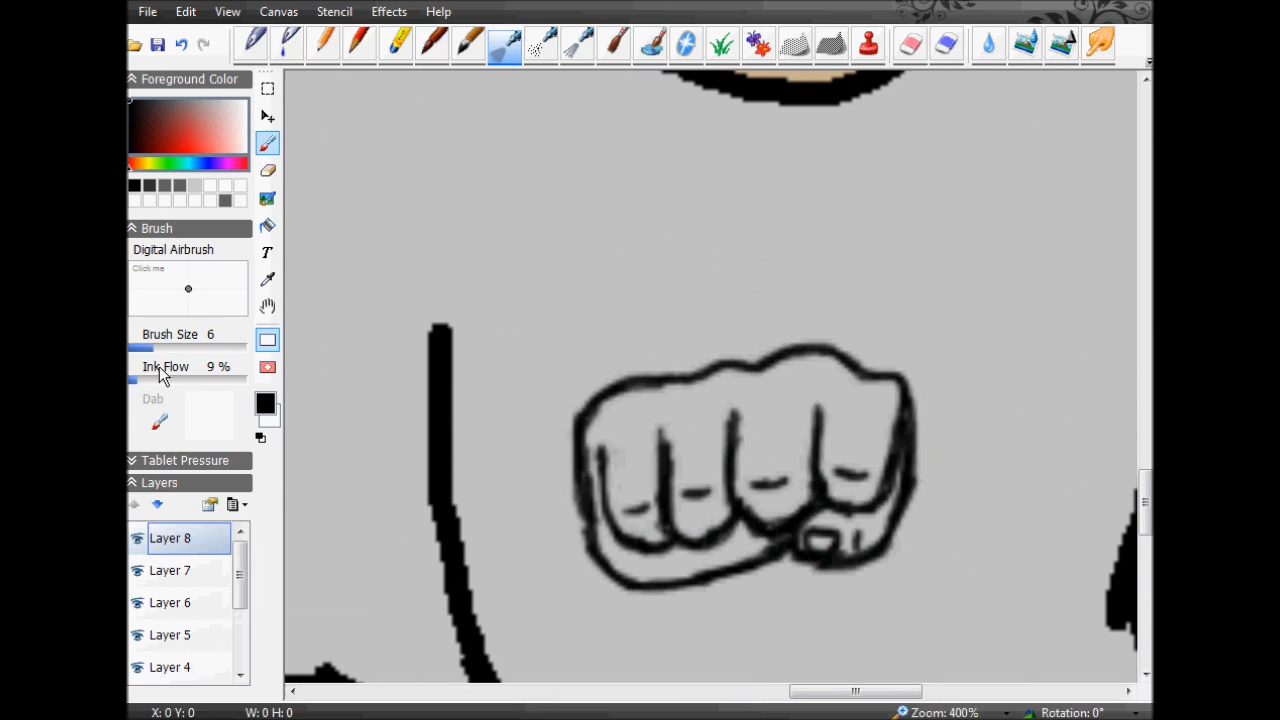 File Edit View Canvas Stencil Effects Help
Foreground Color
Brush
Digital Airbrush
Click me
Brush Size 6
Ink Flow 9 %
Dab
Tablet Pressure
Layers
Layer 8
Layer 7
Layer 6
Layer 5
Layer 4
X: 0 Y: 0 W: 0 H: 0 Zoom: 400% Rotation: 0°